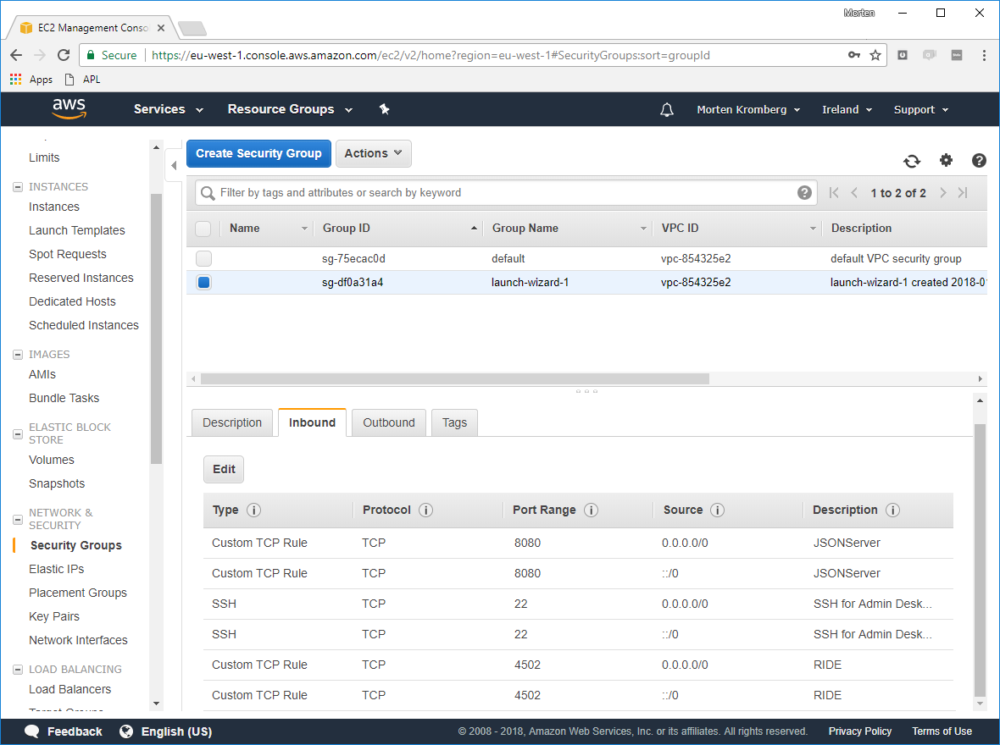 Morten
EC2 Management Conso
Secure https://eu-west-1.console.aws.amazon.com/ec2/v2/home?region=eu-west-1#SecurityGroups:sort=groupId
Apps APL
aws Services Resource Groups Morten Kromberg Ireland Support
Limits
INSTANCES
Instances
Launch Templates
Spot Requests
Reserved Instances
Dedicated Hosts
Scheduled Instances
IMAGES
AMIs
Bundle Tasks
ELASTIC BLOCK
STORE
Volumes
Snapshots
NETWORK &
SECURITY
Security Groups
Elastic IPs
Placement Groups
Key Pairs
Network Interfaces
LOAD BALANCING
Load Balancers
Create Security Group Actions
Filter by tags and attributes or search by keyword 1 to 2 of 2
Name Group ID Group Name VPC ID Description
sg-75ecac0d default vpc-854325e2 default VPC security group
sg-df0a31a4 launch-wizard-1 vpc-854325e2 launch-wizard-1 created 2018-01
Description Inbound Outbound Tags
Edit
Type Protocol Port Range Source Description
Custom TCP Rule TCP 8080 0.0.0.0/0 JSONServer
Custom TCP Rule TCP 8080 ::/0 JSONServer
SSH TCP 22 0.0.0.0/0 SSH for Admin Desk...
SSH TCP 22 ::/0 SSH for Admin Desk...
Custom TCP Rule TCP 4502 0.0.0.0/0 RIDE
Custom TCP Rule TCP 4502 ::/0 RIDE
Feedback English (US) © 2008 - 2018, Amazon Web Services, Inc. or its affiliates. All rights reserved. Privacy Policy Terms of Use